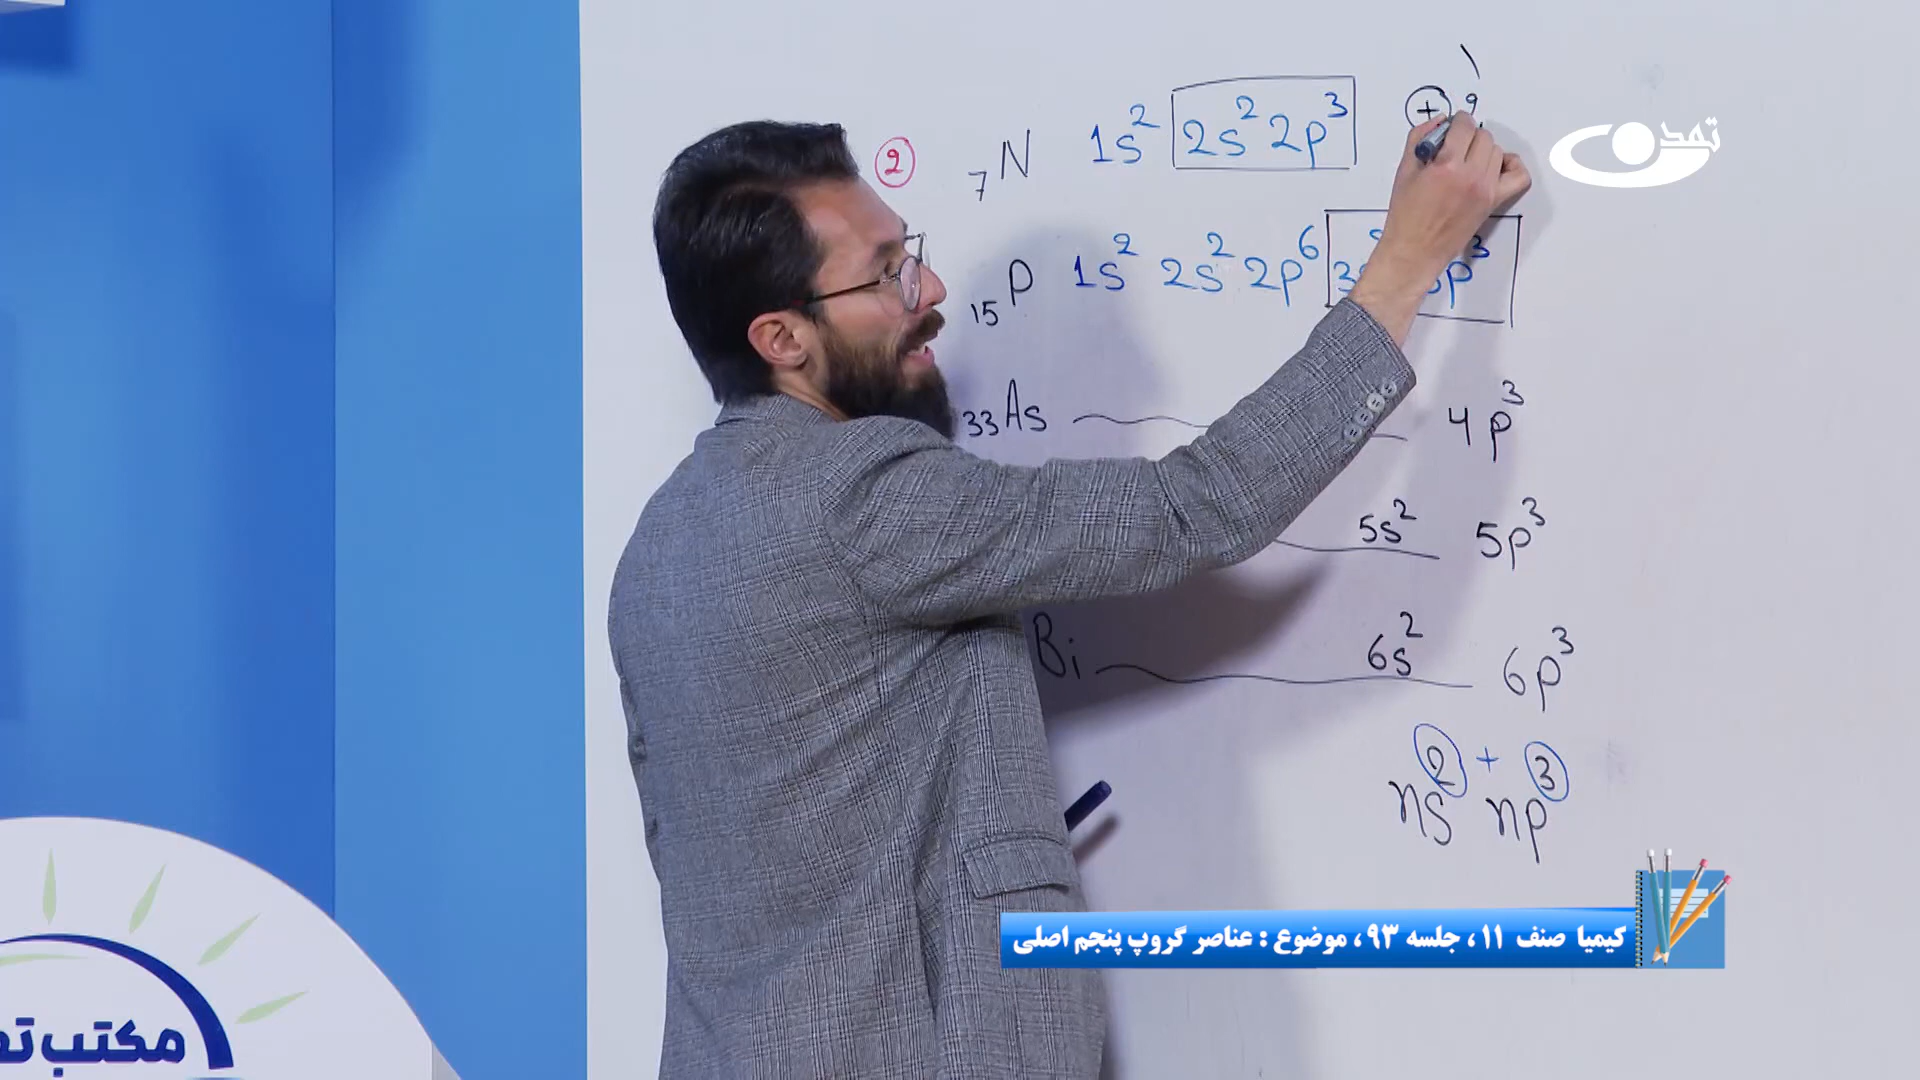 ② ₇N 1s² 2s² 2p³ +
تمدن
₁₅P 1s² 2s² 2p⁶ p³
₃₃As 4p³
5s² 5p³
Bi 6s² 6p³
ns² + np³
کیمیا صنف ۱۱، جلسه ۹۳، موضوع: عناصر گروپ پنجم اصلی
مکتب